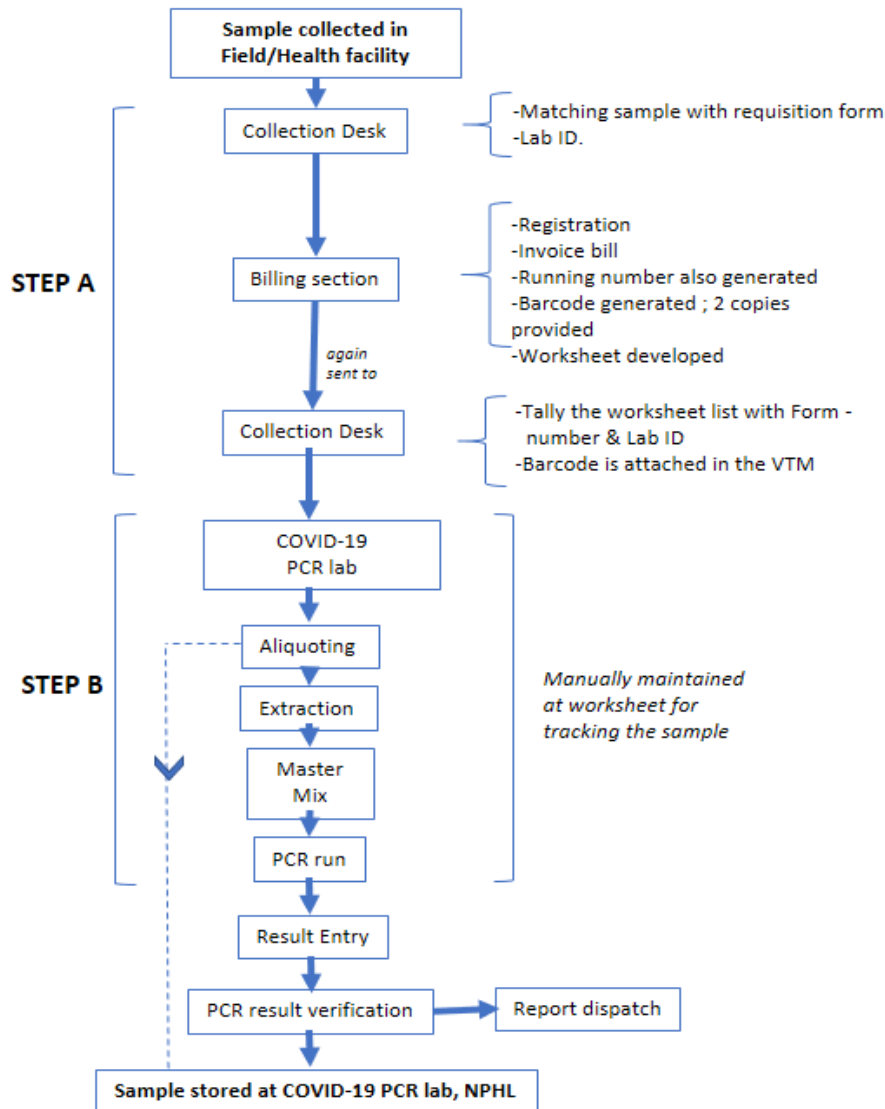 Sample collected in
Field/Health facility
Collection Desk
-Matching sample with requisition form
-Lab ID.
STEP A
Billing section
-Registration
-Invoice bill
-Running number also generated
-Barcode generated ; 2 copies
provided
-Worksheet developed
again
sent to
Collection Desk
-Tally the worksheet list with Form -
number & Lab ID
-Barcode is attached in the VTM
COVID-19
PCR lab
STEP B
Aliquoting
Extraction
Master
Mix
PCR run
Manually maintained
at worksheet for
tracking the sample
Result Entry
PCR result verification
Report dispatch
Sample stored at COVID-19 PCR lab, NPHL